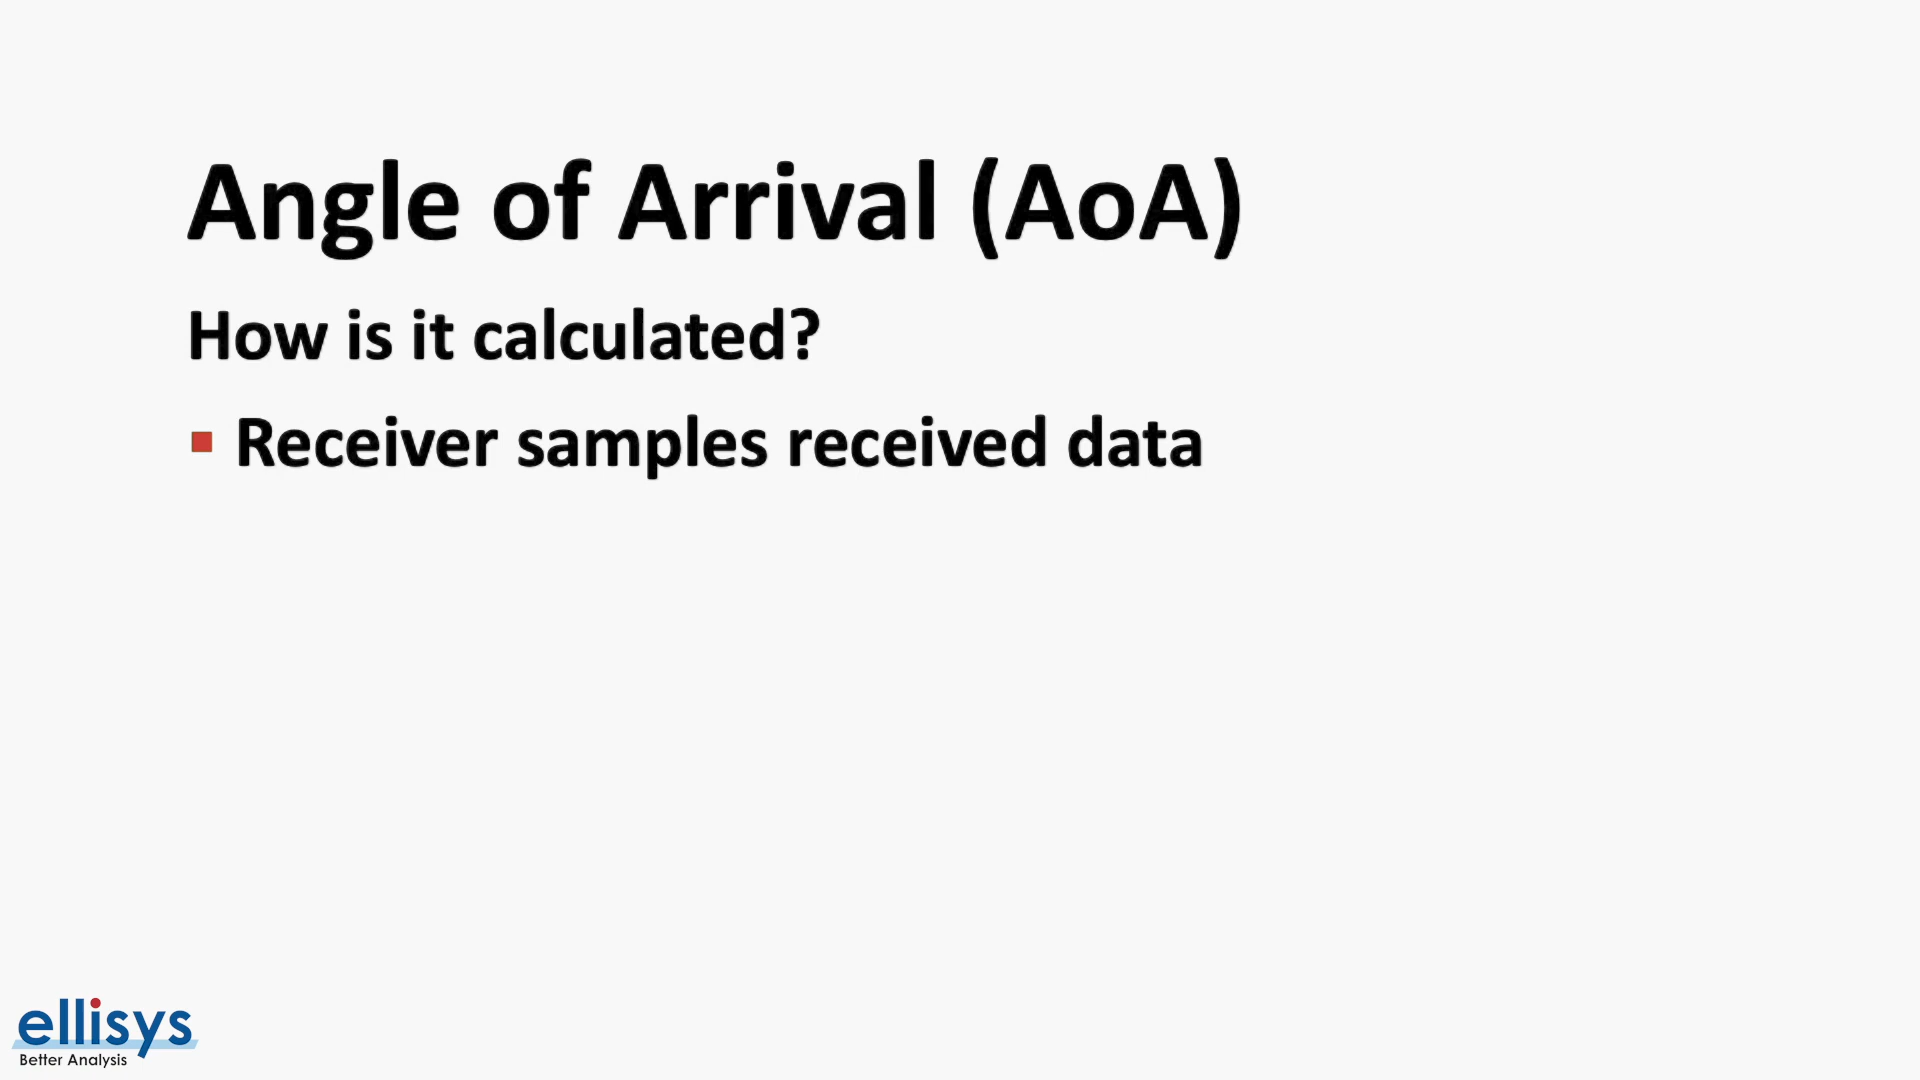 Angle of Arrival (AoA)
How is it calculated?
Receiver samples received data
ellisys
Better Analysis